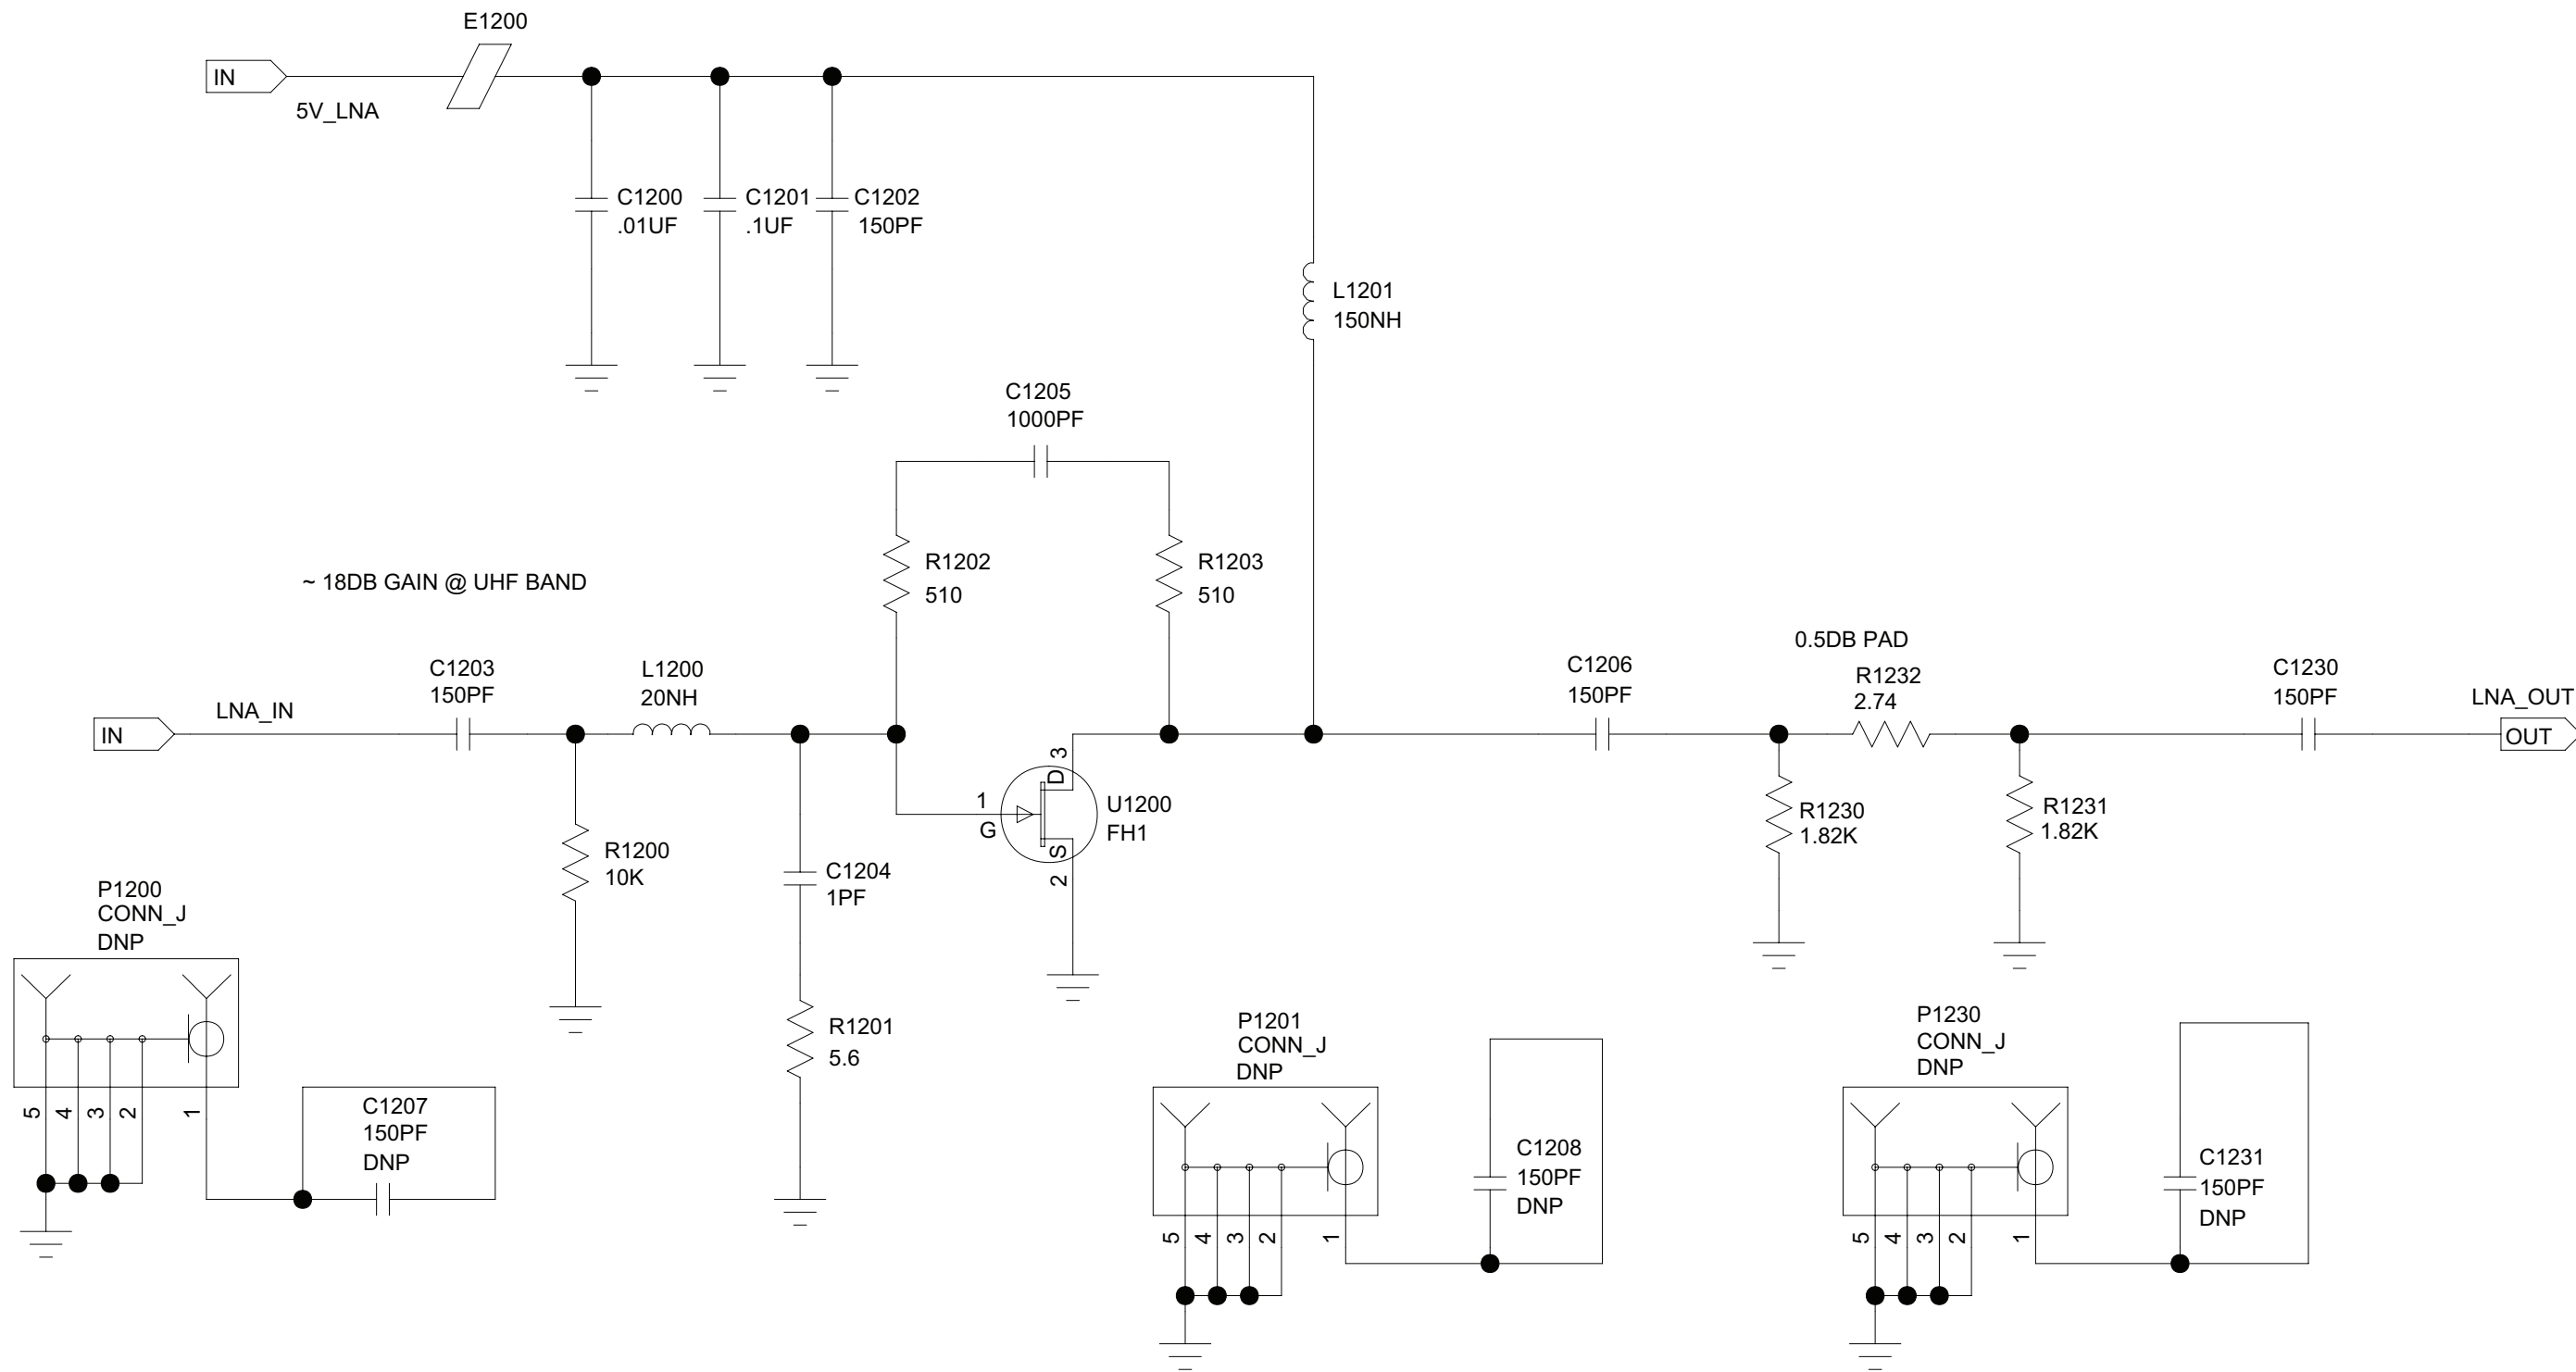 E1200
IN
5V_LNA
C1200
.01UF
C1201
.1UF
C1202
150PF
L1201
150NH
C1205
1000PF
R1202
510
R1203
510
~ 18DB GAIN @ UHF BAND
0.5DB PAD
C1203
150PF
L1200
20NH
C1206
150PF
R1232
2.74
C1230
150PF
LNA_IN
IN
LNA_OUT
OUT
3
D
1
G
S
2
U1200
FH1
R1230
1.82K
R1231
1.82K
R1200
10K
C1204
1PF
P1200
CONN_J
DNP
R1201
5.6
P1201
CONN_J
DNP
P1230
CONN_J
DNP
5
4
3
2
1
C1207
150PF
DNP
C1208
150PF
DNP
C1231
150PF
DNP
5
4
3
2
1
5
4
3
2
1